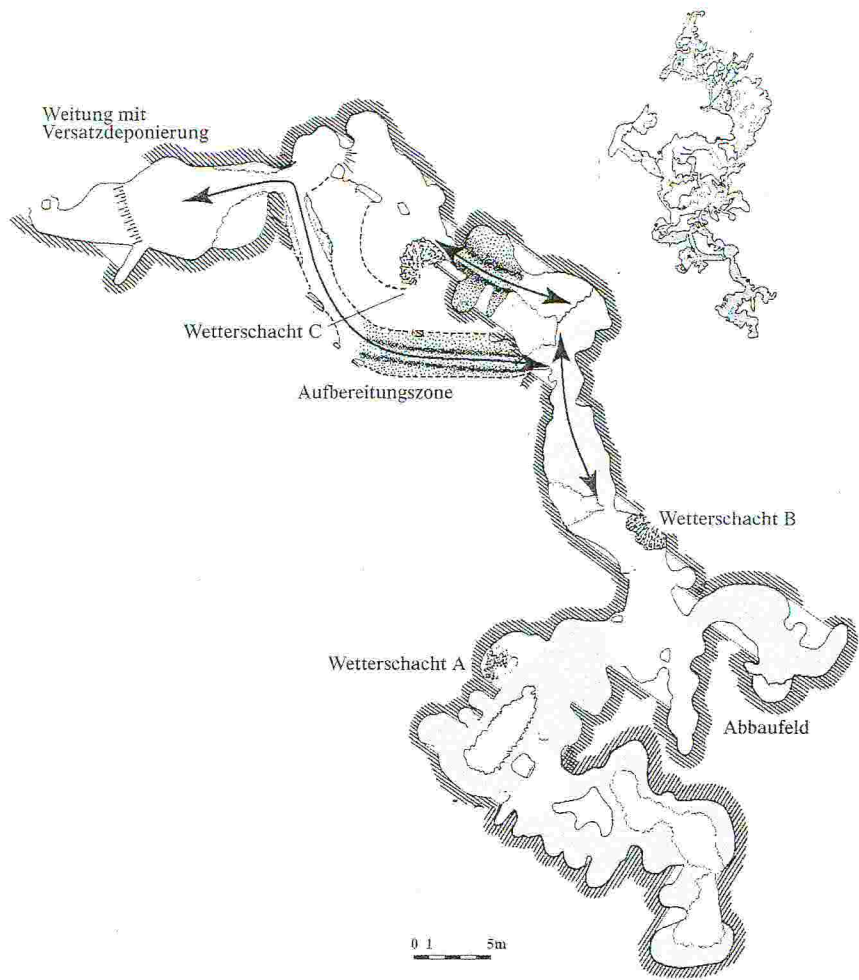 Weitung mit
Versatzdeponierung
Wetterschacht C
Aufbereitungszone
Wetterschacht B
Wetterschacht A
Abbaufeld
0 1 5m